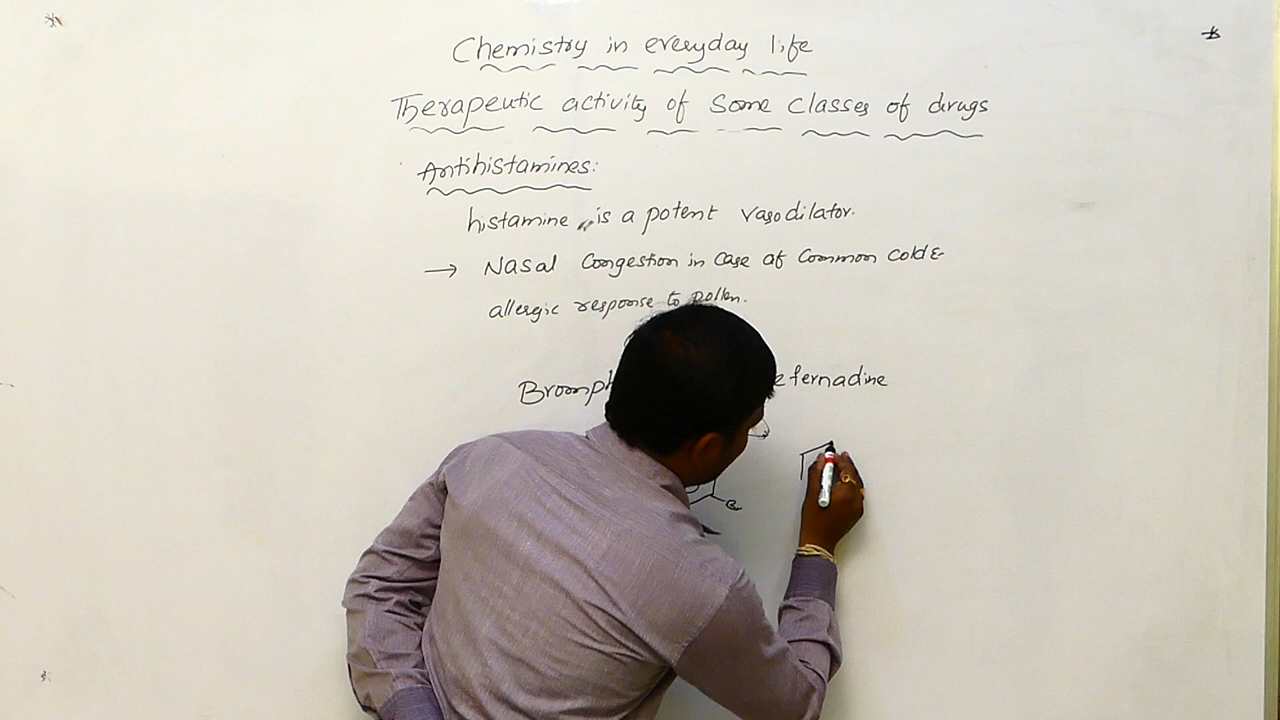 Chemistry in everyday life
Therapeutic activity of Some Classes of drugs
Antihistamines:
histamine is a potent vasodilator.
→ Nasal Congestion in Case of Common cold &
allergic response to pollen.
efernadine
Br